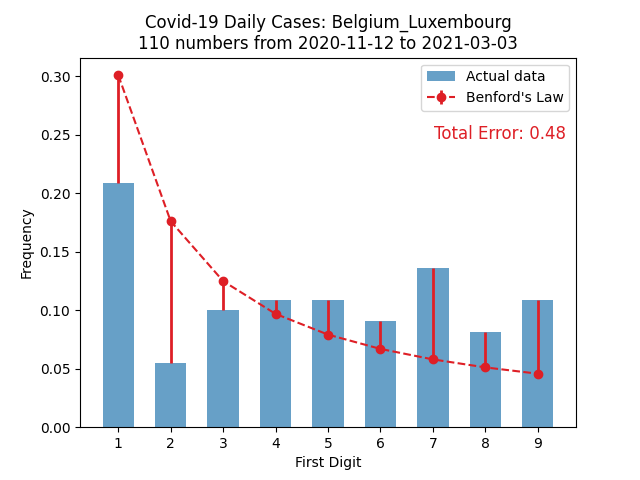 Covid-19 Daily Cases: Belgium_Luxembourg
110 numbers from 2020-11-12 to 2021-03-03
Actual data
Benford's Law
Total Error: 0.48
Frequency
0.30
0.25
0.20
0.15
0.10
0.05
0.00
1 2 3 4 5 6 7 8 9
First Digit